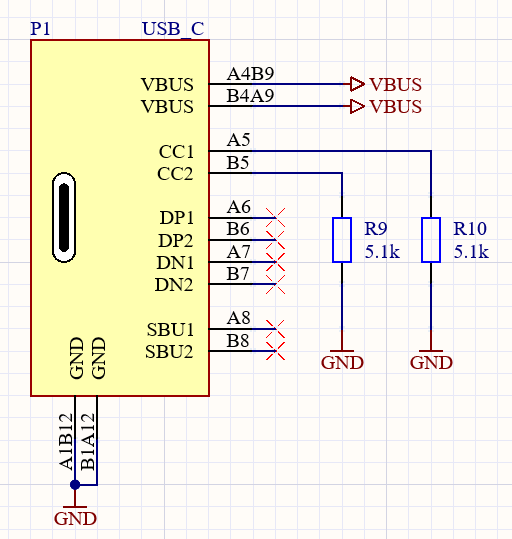 P1 USB_C
VBUS A4B9 VBUS
VBUS B4A9 VBUS
CC1 A5
CC2 B5
DP1 A6
DP2 B6
DN1 A7
DN2 B7
R9
5.1k
R10
5.1k
SBU1 A8
SBU2 B8
GND
GND
GND
GND
A1B12
B1A12
GND